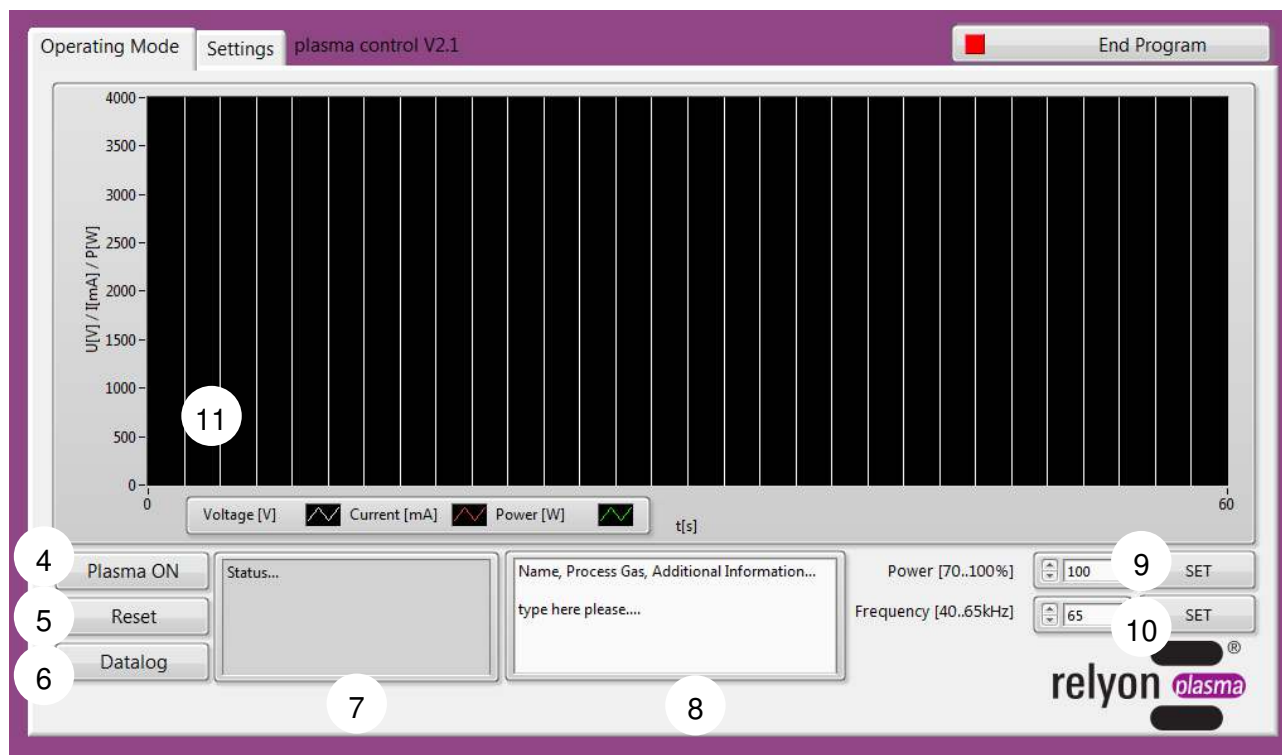 Operating Mode
Settings
plasma control V2.1
End Program
4000
3500
3000
2500
2000
1500
1000
500
0
U[V] / I[mA] / P[W]
11
0
60
Voltage [V]
Current [mA]
Power [W]
t[s]
4
Plasma ON
5
Reset
6
Datalog
Status...
7
Name, Process Gas, Additional Information...
type here please....
8
Power [70..100%]
100
9
SET
Frequency [40..65kHz]
65
10
SET
relyon plasma ®